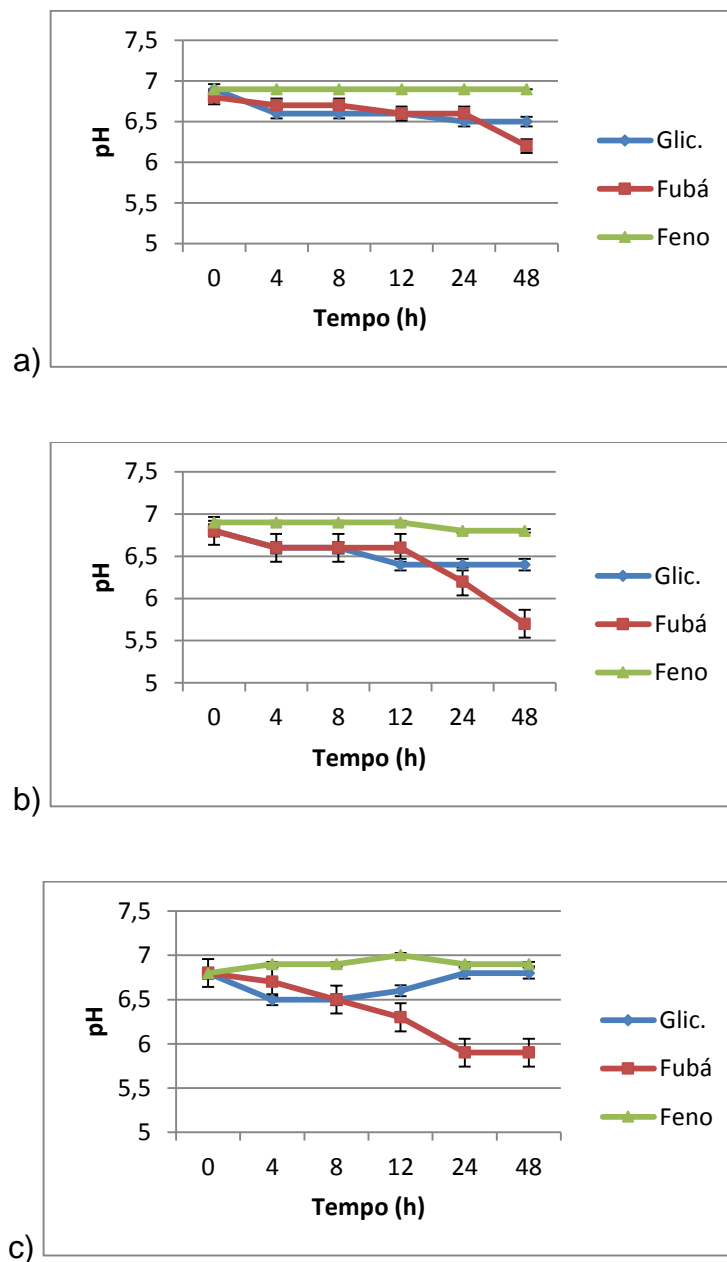 7,5
7
6,5
6
5,5
5
pH
0 4 8 12 24 48
Tempo (h)
Glic.
Fubá
Feno
a)
7,5
7
6,5
6
5,5
5
pH
0 4 8 12 24 48
Tempo (h)
Glic.
Fubá
Feno
b)
7,5
7
6,5
6
5,5
5
pH
0 4 8 12 24 48
Tempo (h)
Glic.
Fubá
Feno
c)